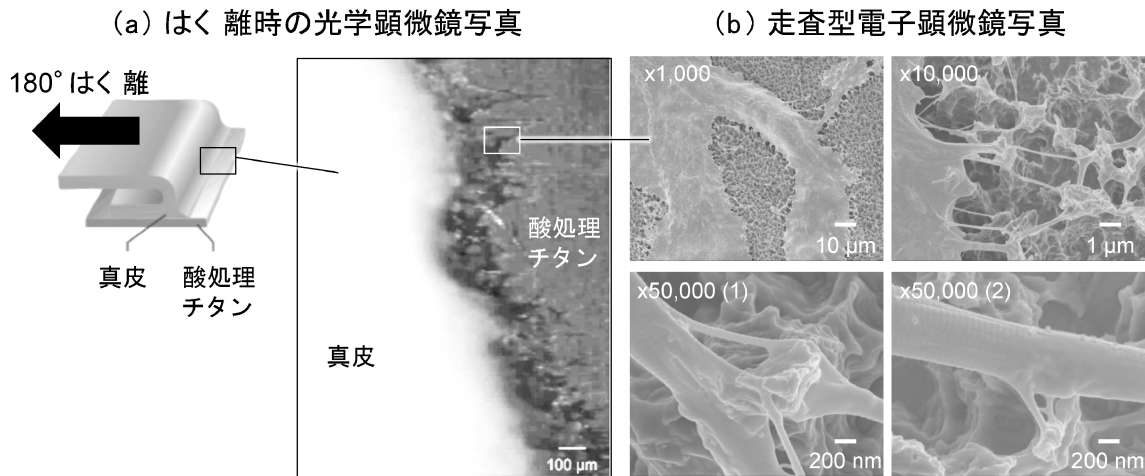 (a) はく 離時の光学顕微鏡写真
180° はく 離
真皮
酸処理
チタン
真皮
酸処理
チタン
100 µm
(b) 走査型電子顕微鏡写真
x1,000
10 µm
x10,000
1 µm
x50,000 (1)
200 nm
x50,000 (2)
200 nm